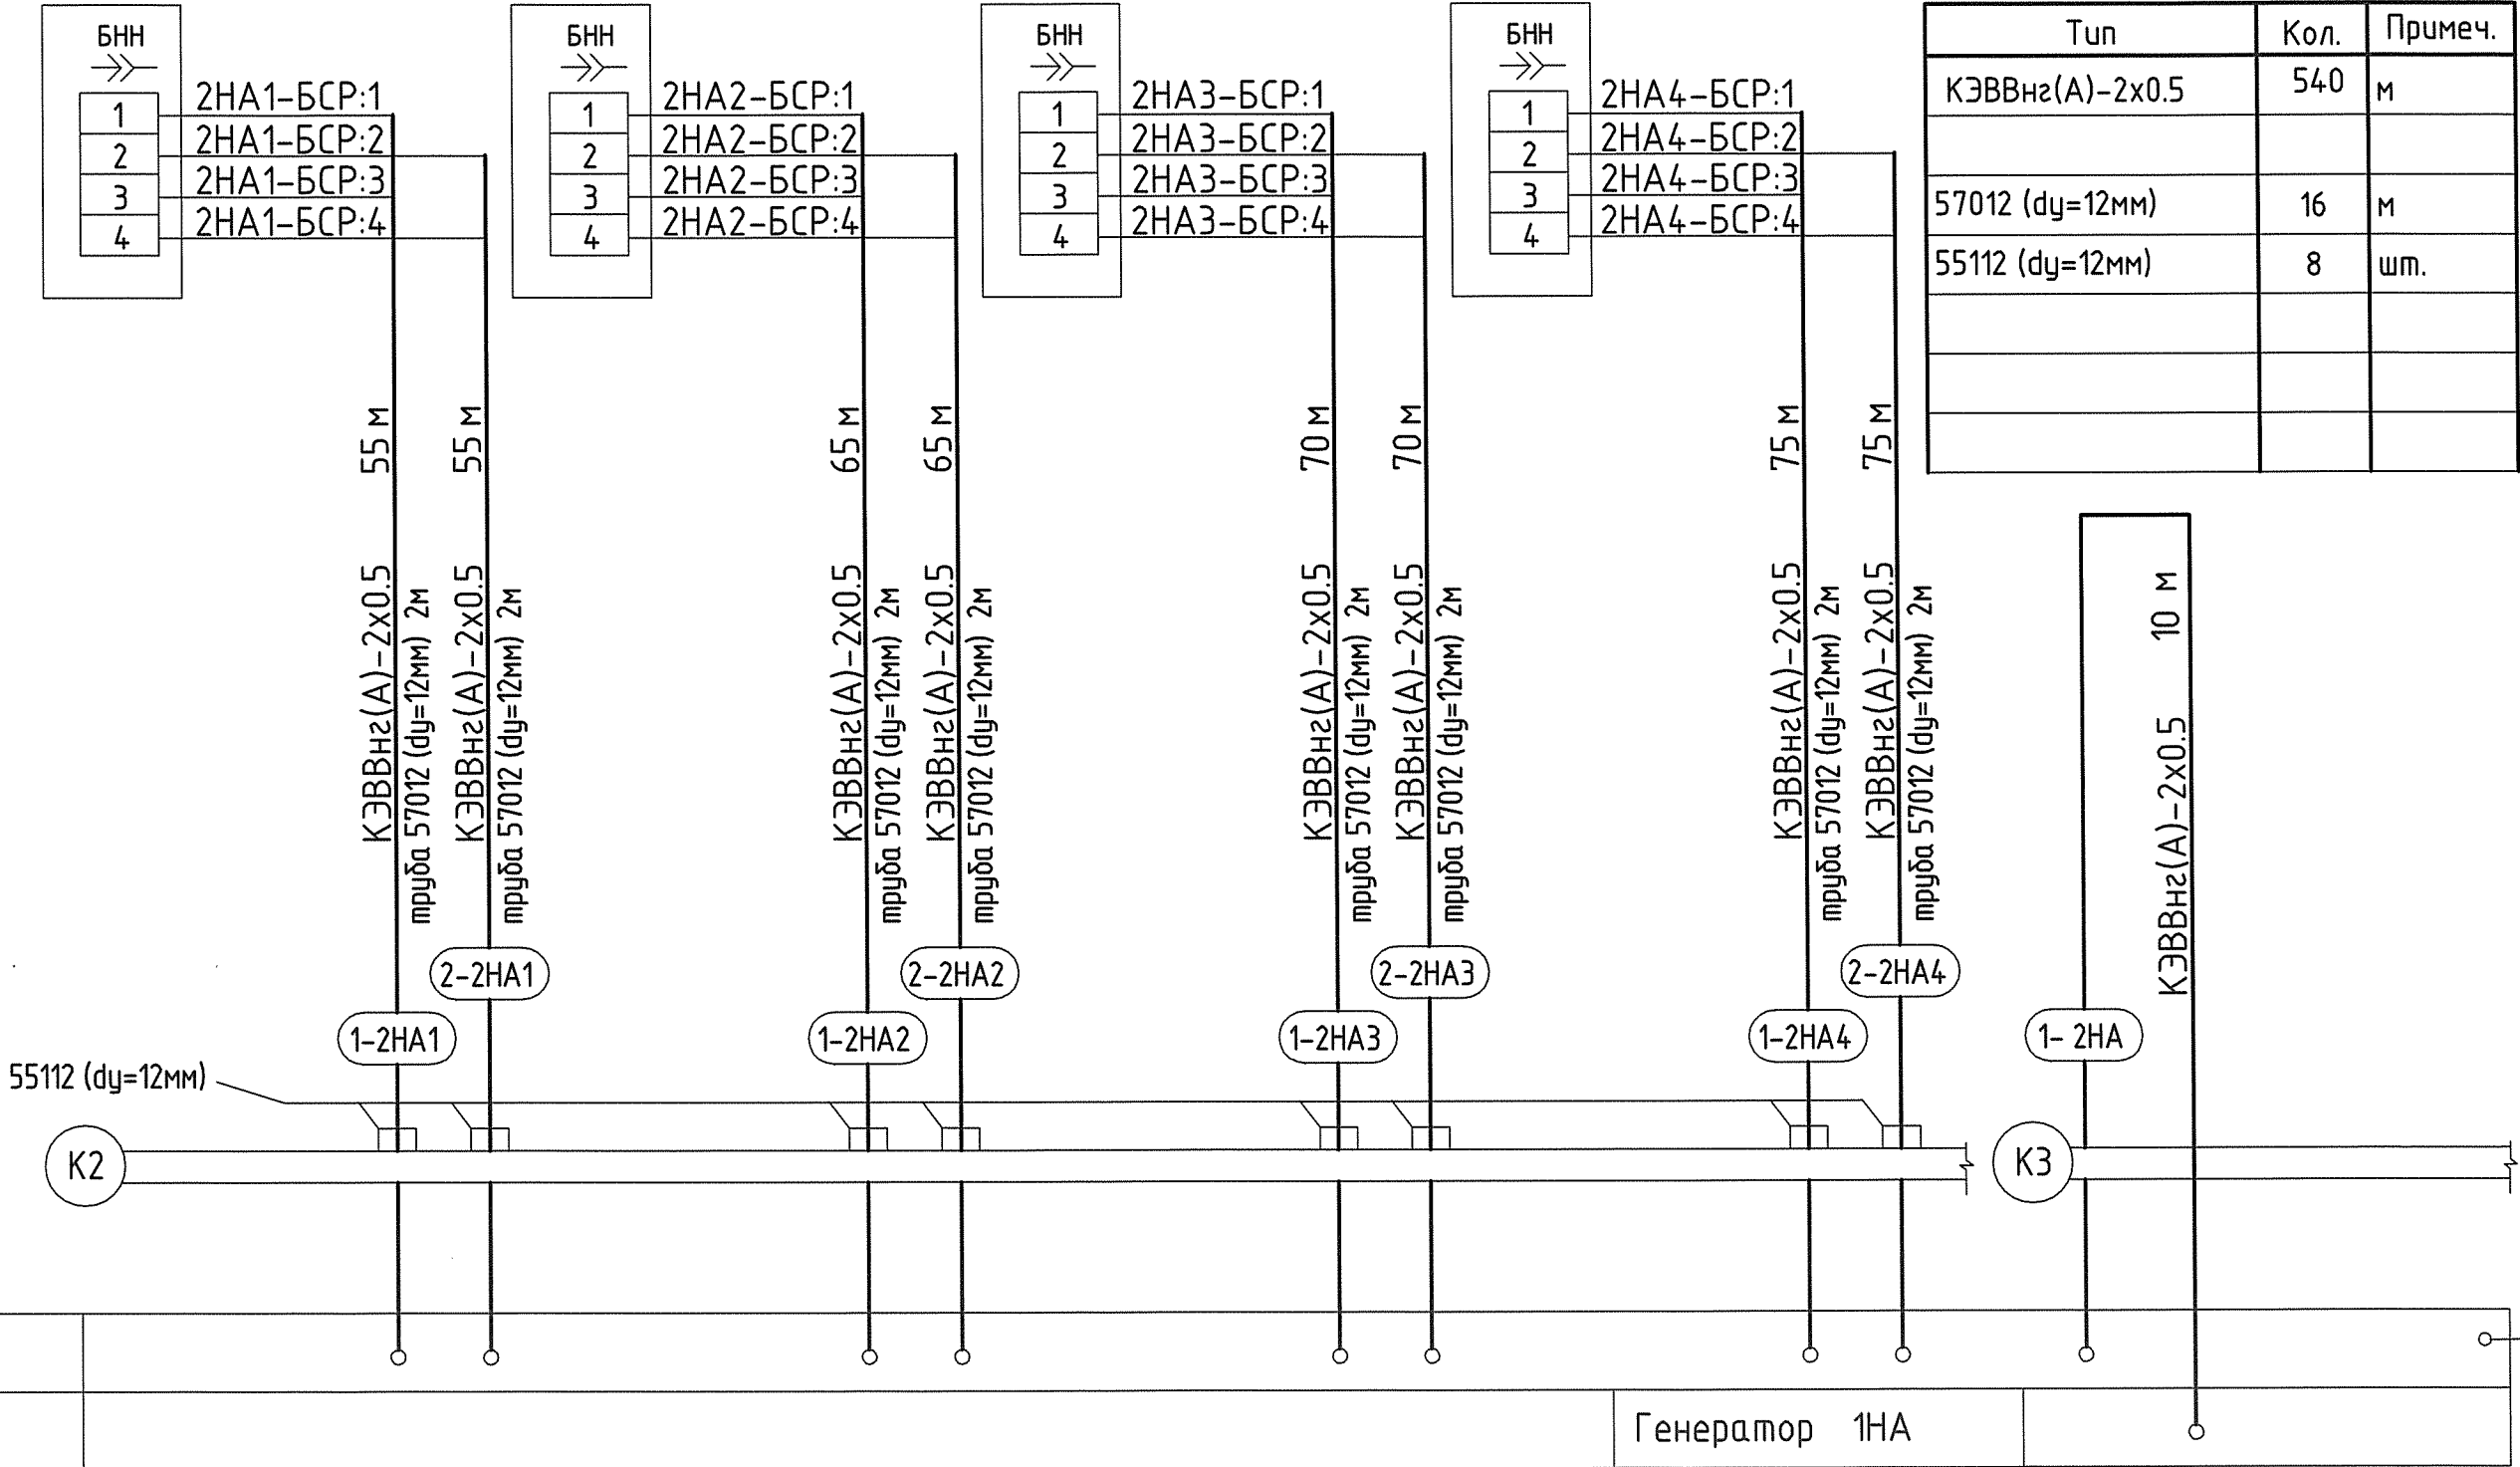 БНН
1
2
3
4
2НА1-БСР:1
2НА1-БСР:2
2НА1-БСР:3
2НА1-БСР:4
БНН
1
2
3
4
2НА2-БСР:1
2НА2-БСР:2
2НА2-БСР:3
2НА2-БСР:4
БНН
1
2
3
4
2НА3-БСР:1
2НА3-БСР:2
2НА3-БСР:3
2НА3-БСР:4
БНН
1
2
3
4
2НА4-БСР:1
2НА4-БСР:2
2НА4-БСР:3
2НА4-БСР:4
Тип Кол. Примеч.
КЭВВнг(А)-2х0.5 540 м
57012 (dy=12мм) 16 м
55112 (dy=12мм) 8 шт.
КЭВВнг(А)-2х0.5 55 м
труба 57012 (dy=12мм) 2м
КЭВВнг(А)-2х0.5 55 м
труба 57012 (dy=12мм) 2м
КЭВВнг(А)-2х0.5 65 м
труба 57012 (dy=12мм) 2м
КЭВВнг(А)-2х0.5 65 м
труба 57012 (dy=12мм) 2м
КЭВВнг(А)-2х0.5 70 м
труба 57012 (dy=12мм) 2м
КЭВВнг(А)-2х0.5 70 м
труба 57012 (dy=12мм) 2м
КЭВВнг(А)-2х0.5 75 м
труба 57012 (dy=12мм) 2м
КЭВВнг(А)-2х0.5 75 м
труба 57012 (dy=12мм) 2м
КЭВВнг(А)-2х0.5 10 м
2-2НА1
2-2НА2
2-2НА3
2-2НА4
1-2НА1
1-2НА2
1-2НА3
1-2НА4
1- 2НА
55112 (dy=12мм)
К2
К3
Генератор 1НА